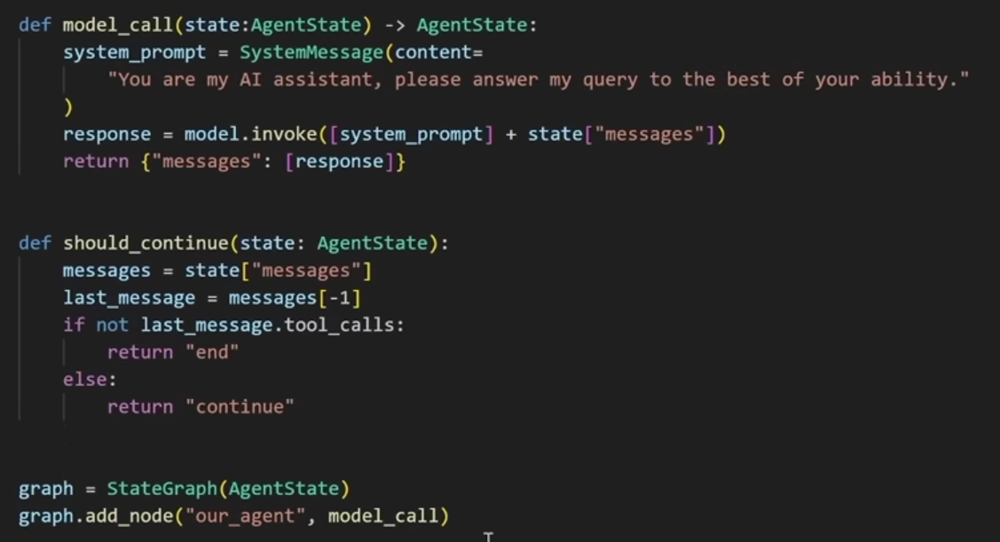 def model_call(state:AgentState) -> AgentState:
    system_prompt = SystemMessage(content=
        "You are my AI assistant, please answer my query to the best of your ability."
    )
    response = model.invoke([system_prompt] + state["messages"])
    return {"messages": [response]}
def should_continue(state: AgentState):
    messages = state["messages"]
    last_message = messages[-1]
    if not last_message.tool_calls:
        return "end"
    else:
        return "continue"
graph = StateGraph(AgentState)
graph.add_node("our_agent", model_call)